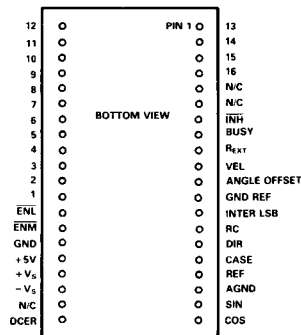 12 PIN 1 13
11 14
10 15
9 16
8 N/C
7 N/C
6 BOTTOM VIEW INH
5 BUSY
4 REXT
3 VEL
2 ANGLE OFFSET
1 GND REF
ENL INTER LSB
ENM RC
GND DIR
+5V CASE
+VS REF
-VS AGND
N/C SIN
DCER COS